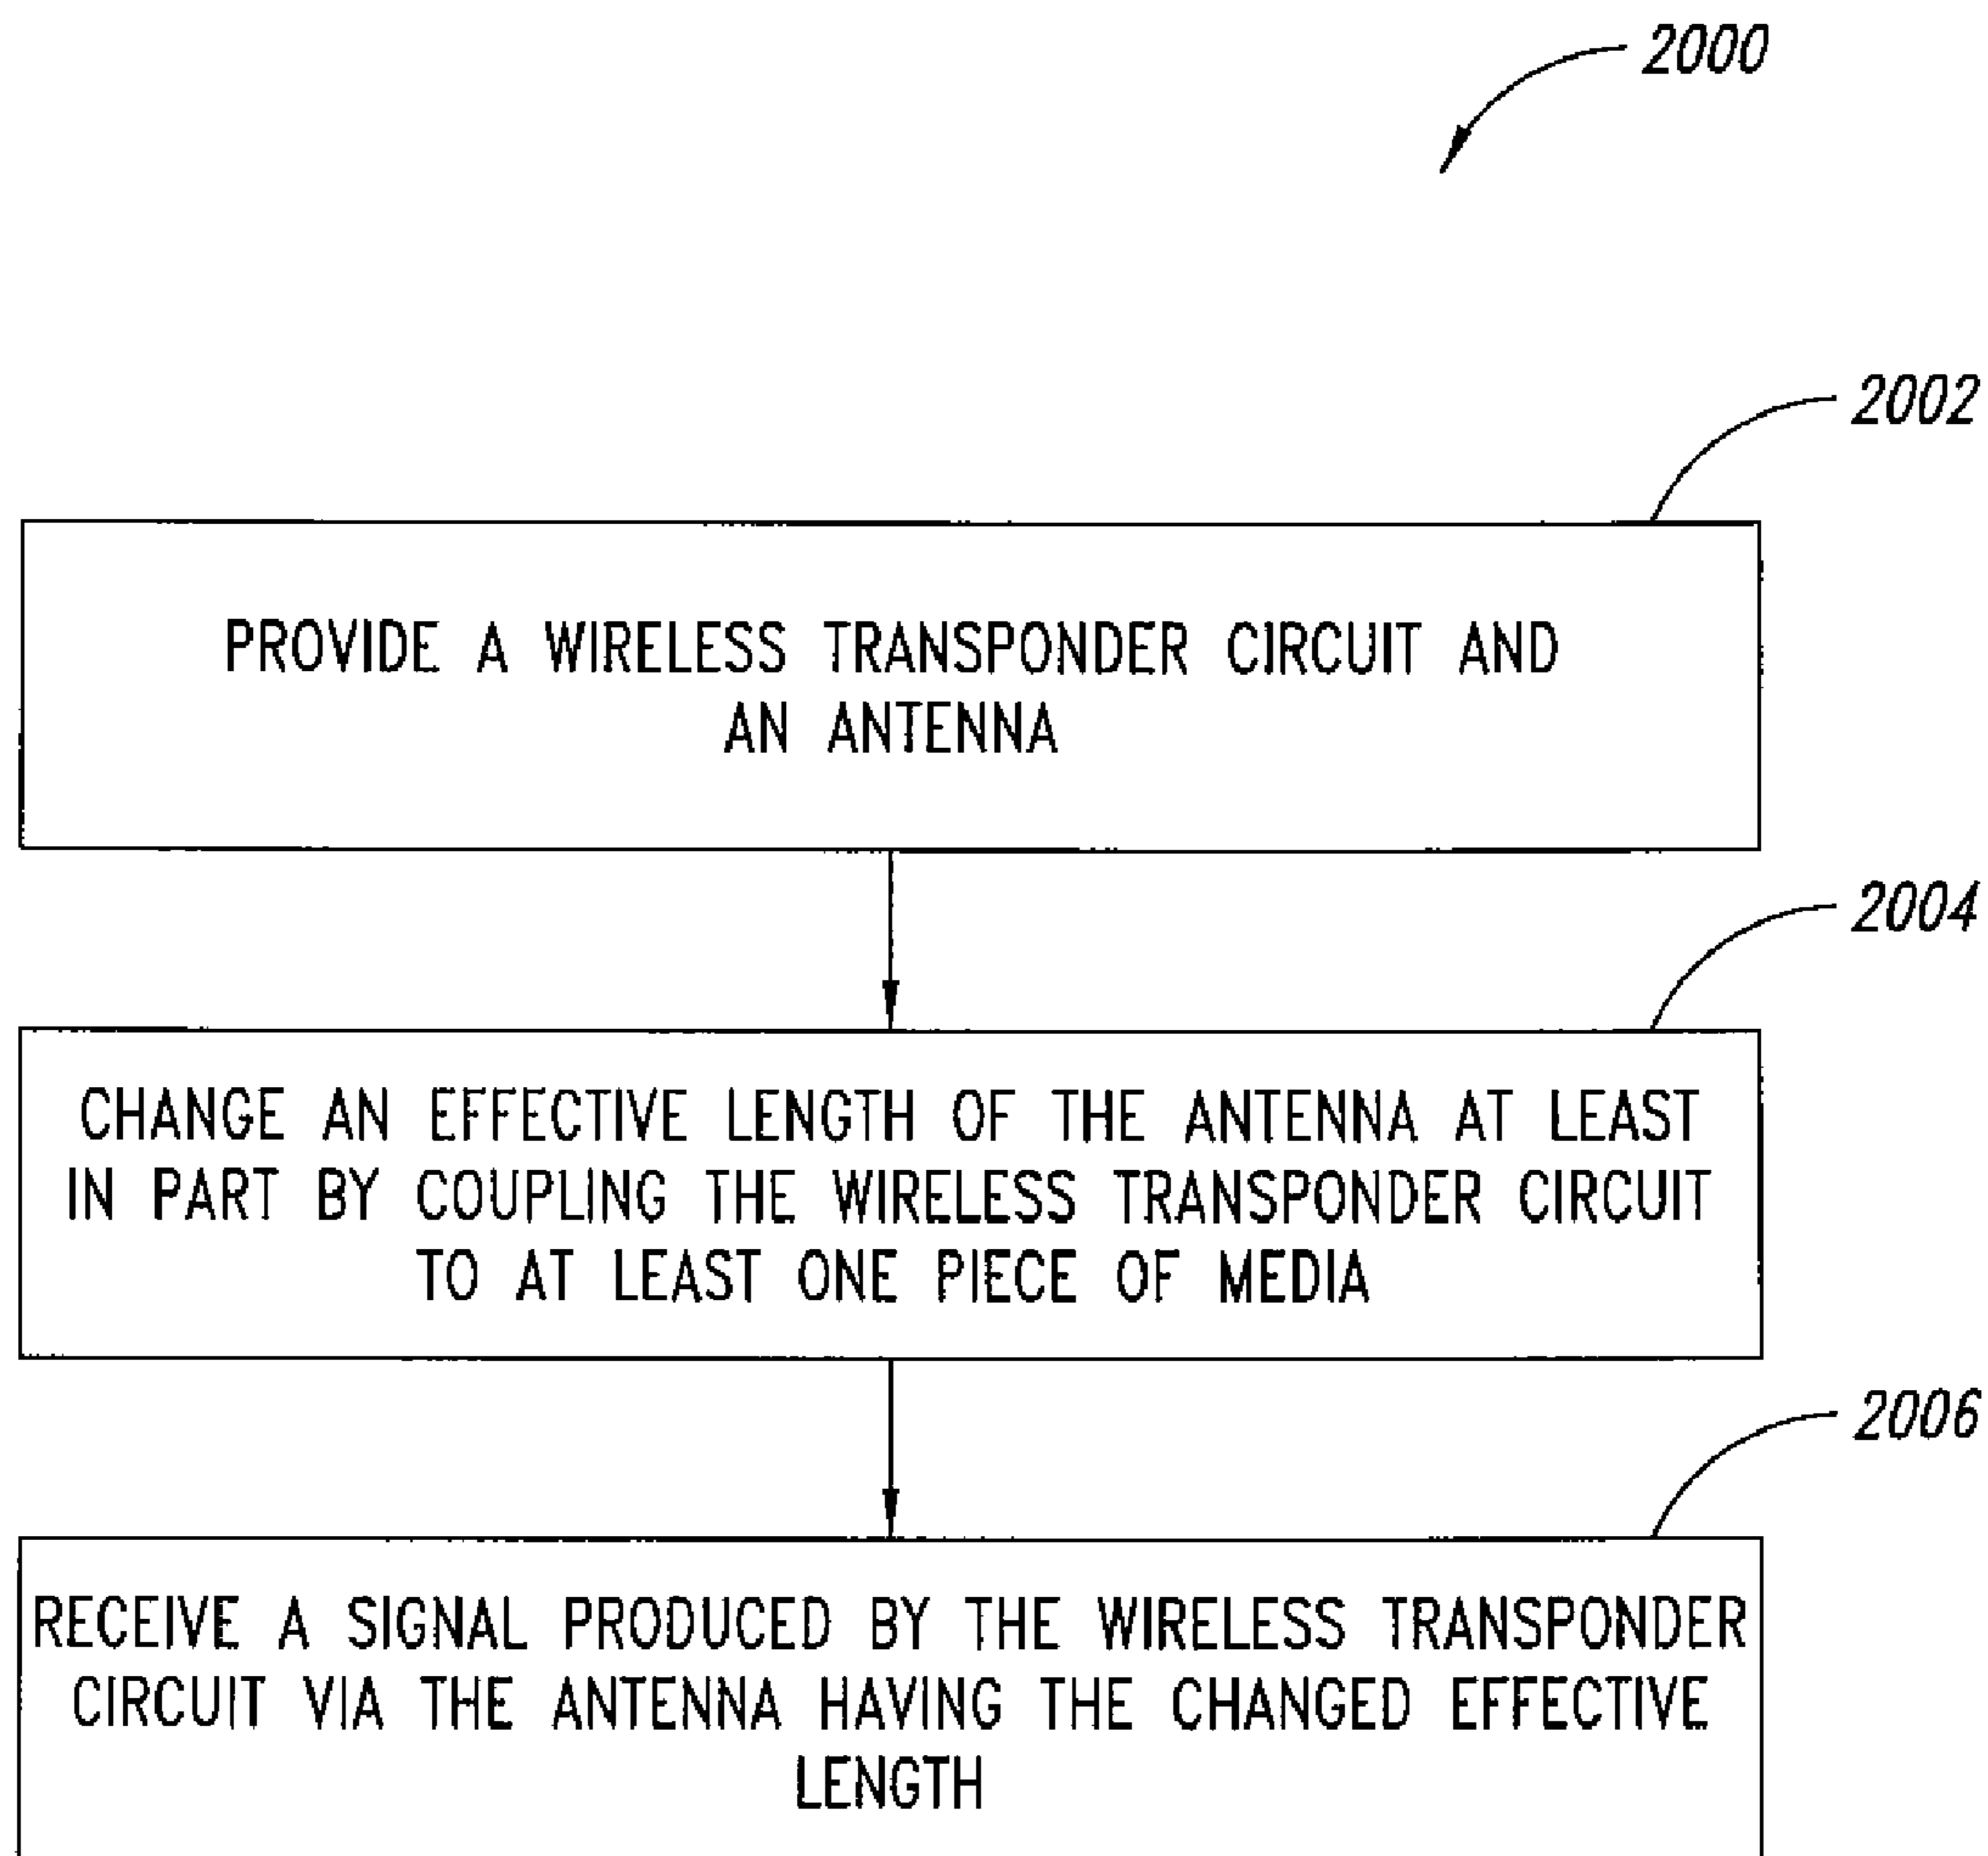 2000
2002
PROVIDE A WIRELESS TRANSPONDER CIRCUIT AND
AN ANTENNA
2004
CHANGE AN EFFECTIVE LENGTH OF THE ANTENNA AT LEAST
IN PART BY COUPLING THE WIRELESS TRANSPONDER CIRCUIT
TO AT LEAST ONE PIECE OF MEDIA
2006
RECEIVE A SIGNAL PRODUCED BY THE WIRELESS TRANSPONDER
CIRCUIT VIA THE ANTENNA HAVING THE CHANGED EFFECTIVE
LENGTH